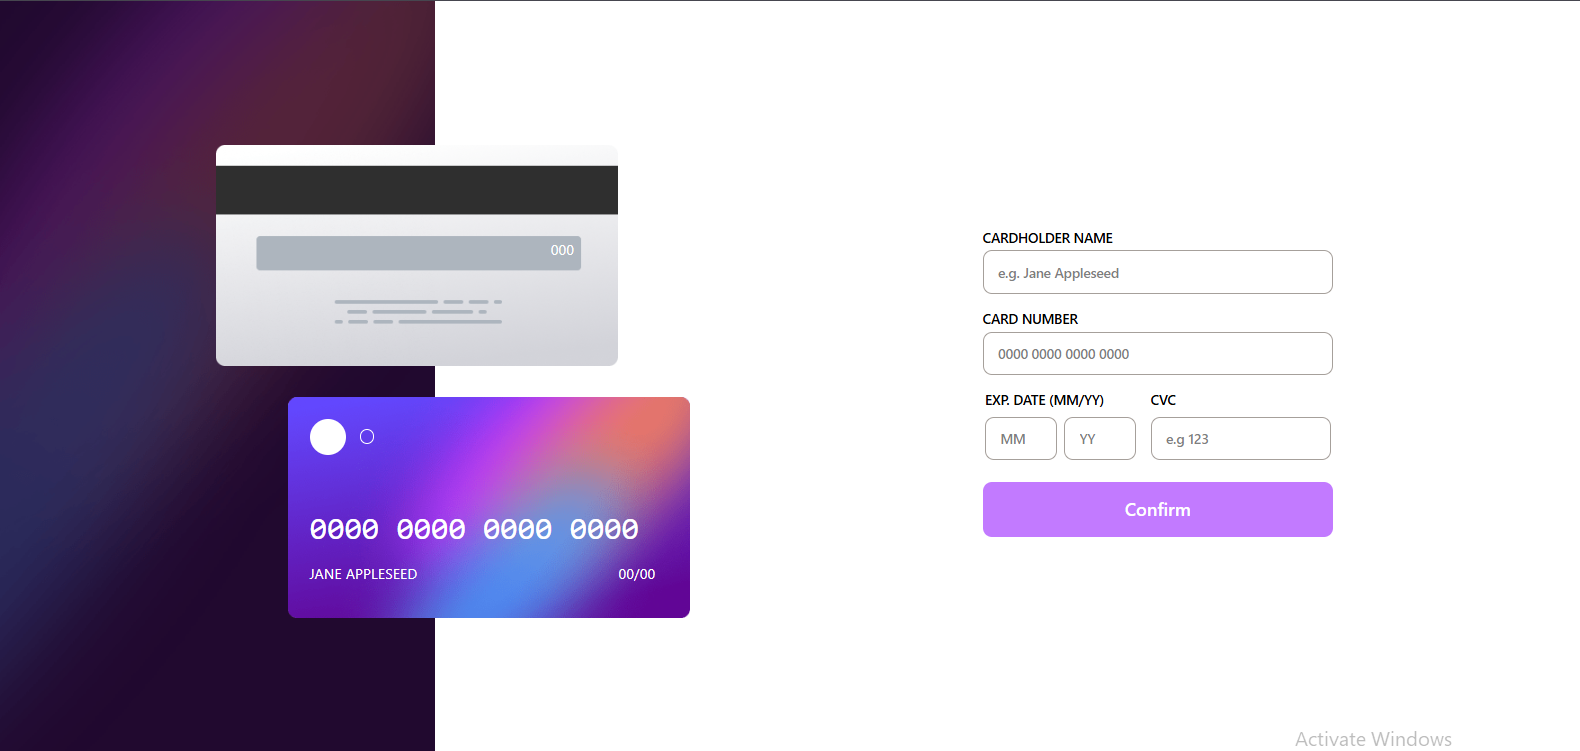 000
0000 0000 0000 0000
JANE APPLESEED 00/00
CARDHOLDER NAME
e.g. Jane Appleseed
CARD NUMBER
0000 0000 0000 0000
EXP. DATE (MM/YY) CVC
MM YY e.g 123
Confirm
Activate Windows